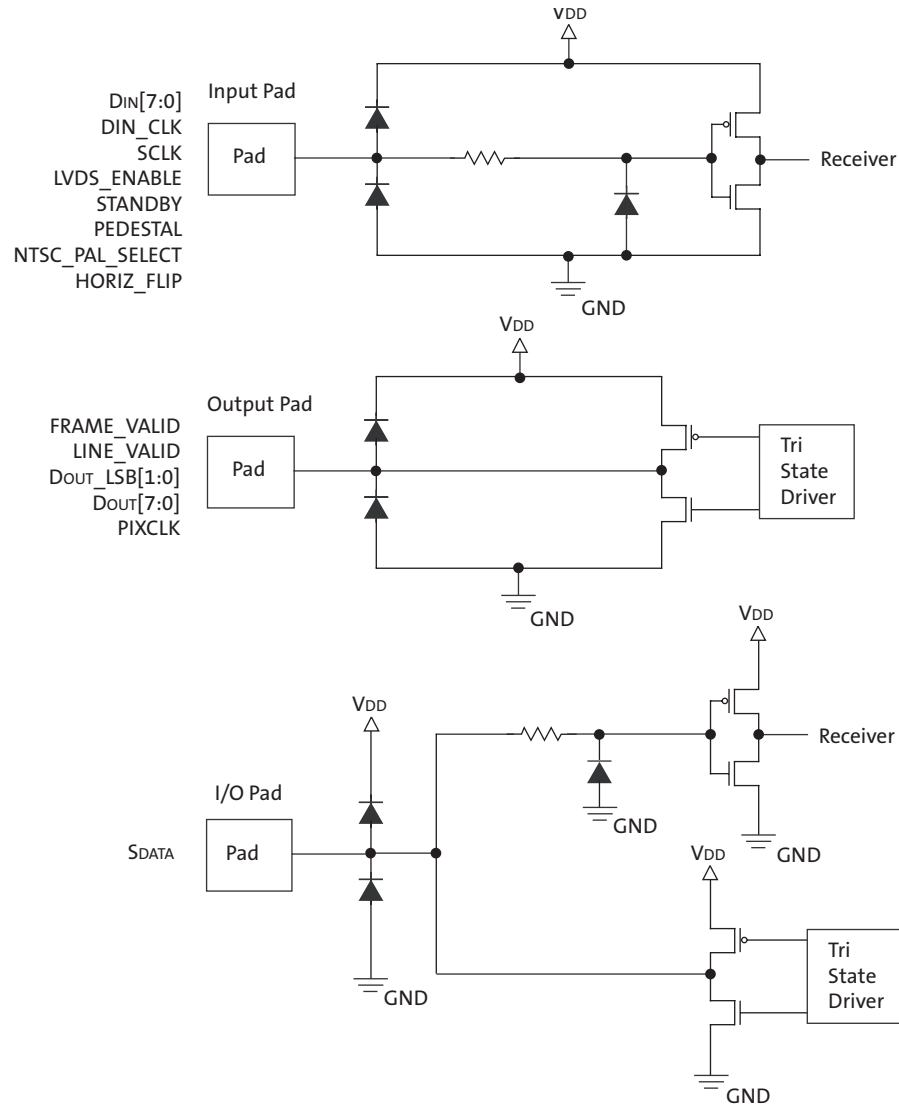 VDD
Input Pad
DIN[7:0]
DIN_CLK
SCLK
LVDS_ENABLE
STANDBY
PEDESTAL
NTSC_PAL_SELECT
HORIZ_FLIP
Pad
Receiver
GND
VDD
Output Pad
FRAME_VALID
LINE_VALID
DOUT_LSB[1:0]
DOUT[7:0]
PIXCLK
Pad
Tri
State
Driver
GND
VDD
VDD
Receiver
I/O Pad
GND
SDATA
Pad
GND
VDD
GND
Tri
State
Driver
GND